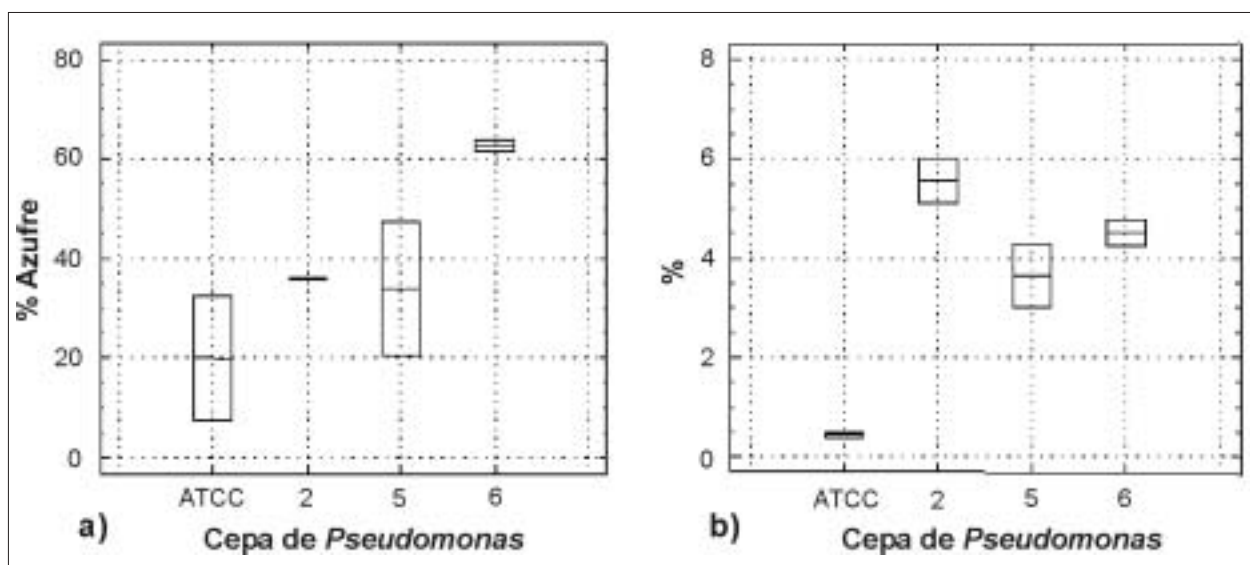 80
60
40
20
0
% Azufre
ATCC 2 5 6
a)
Cepa de Pseudomonas
8
6
4
2
0
%
ATCC 2 5 6
b)
Cepa de Pseudomonas